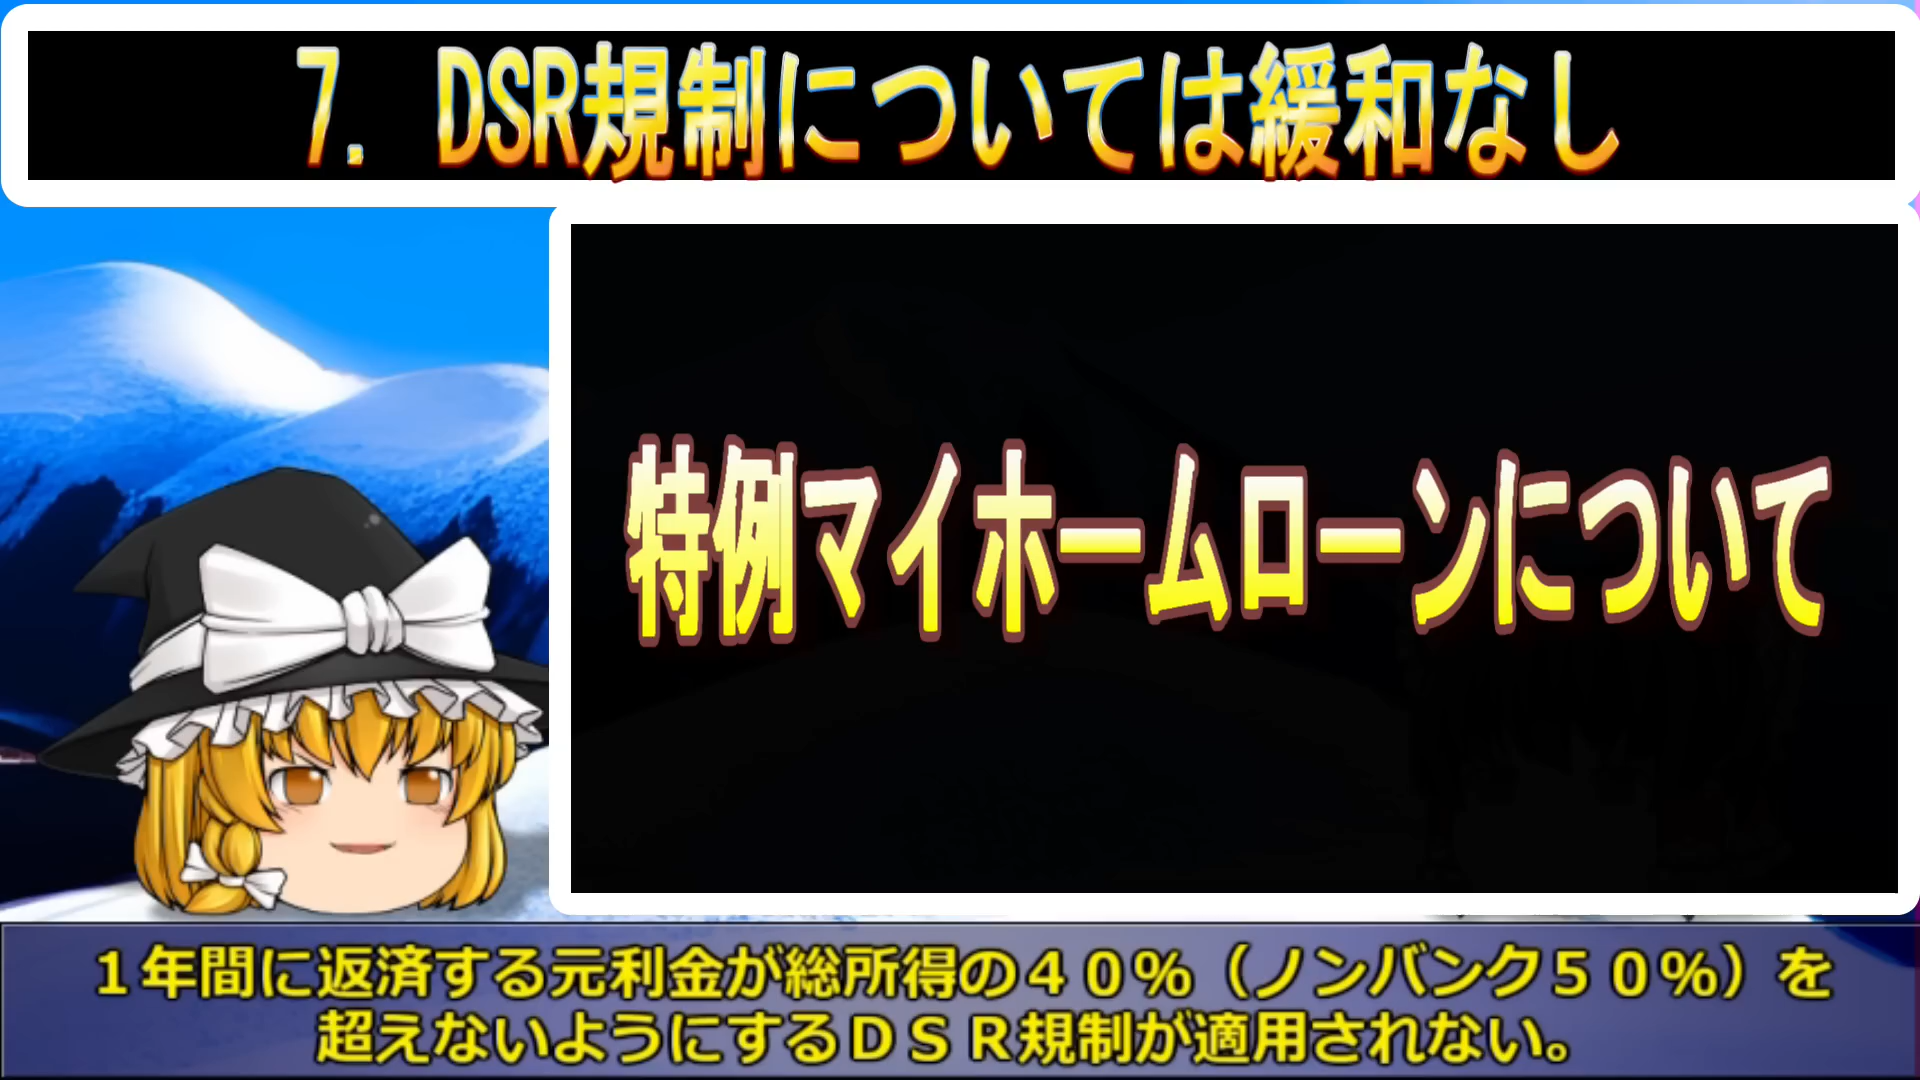 7. DSR規制については緩和なし
特例マイホームローンについて
１年間に返済する元利金が総所得の４０％（ノンバンク５０％）を
超えないようにするＤＳＲ規制が適用されない。